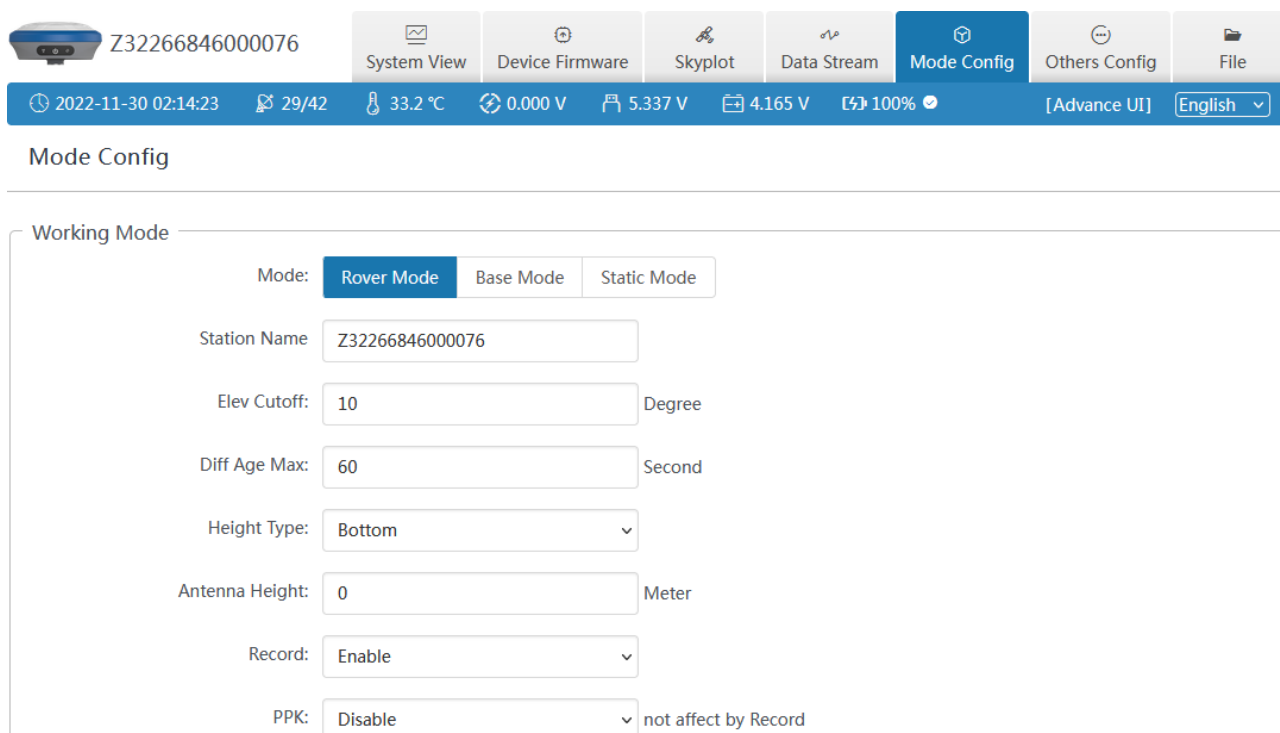 Z32266846000076
System View
Device Firmware
Skyplot
Data Stream
Mode Config
Others Config
File
2022-11-30 02:14:23 29/42 33.2 ℃ 0.000 V 5.337 V 4.165 V 100% [Advance UI] English
Mode Config
Working Mode
Mode: Rover Mode Base Mode Static Mode
Station Name Z32266846000076
Elev Cutoff: 10 Degree
Diff Age Max: 60 Second
Height Type: Bottom
Antenna Height: 0 Meter
Record: Enable
PPK: Disable not affect by Record